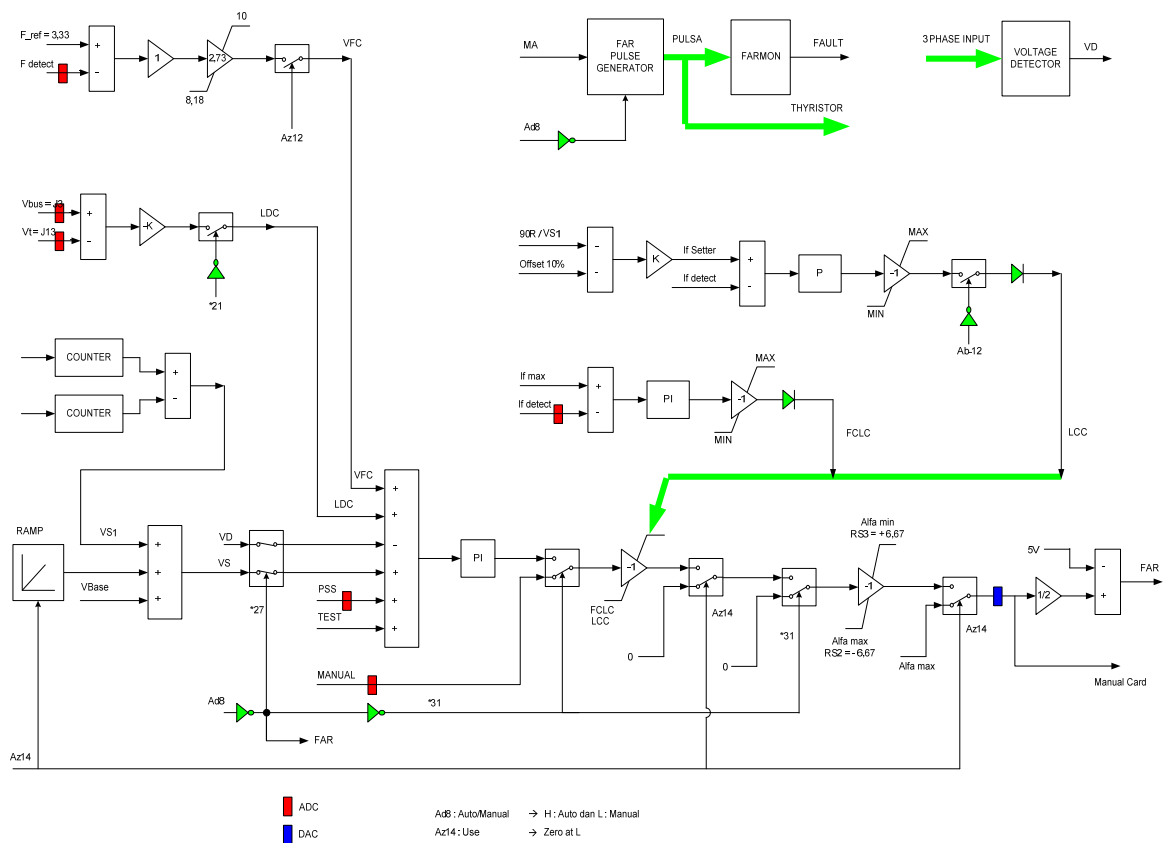 F_ref = 3,33
F detect
+
-
1
10
2,73
8,18
Az12
VFC
MA
FAR
PULSE
GENERATOR
Ad8
PULSA
FARMON
FAULT
THYRISTOR
3 PHASE INPUT
VOLTAGE
DETECTOR
VD
Vbus = J3
Vt = J13
+
-
-K
*21
LDC
90R / VS1
Offset 10%
-
-
K
If Setter
If detect
+
-
P
MAX
-1
MIN
Ab-12
LCC
COUNTER
COUNTER
+
-
If max
If detect
+
-
PI
MAX
-1
MIN
FCLC
RAMP
VS1
VBase
+
+
+
VD
VS
*27
VFC
LDC
PSS
TEST
+
+
-
+
+
+
PI
MANUAL
-1
FCLC
LCC
0
Az14
0
*31
Alfa min
RS3 = +6,67
-1
Alfa max
RS2 = -6,67
Alfa max
Az14
5V
1/2
-
+
FAR
Manual Card
Ad8
*31
FAR
Az14
ADC
DAC
Ad8 : Auto/Manual → H : Auto dan L : Manual
Az14 : Use → Zero at L